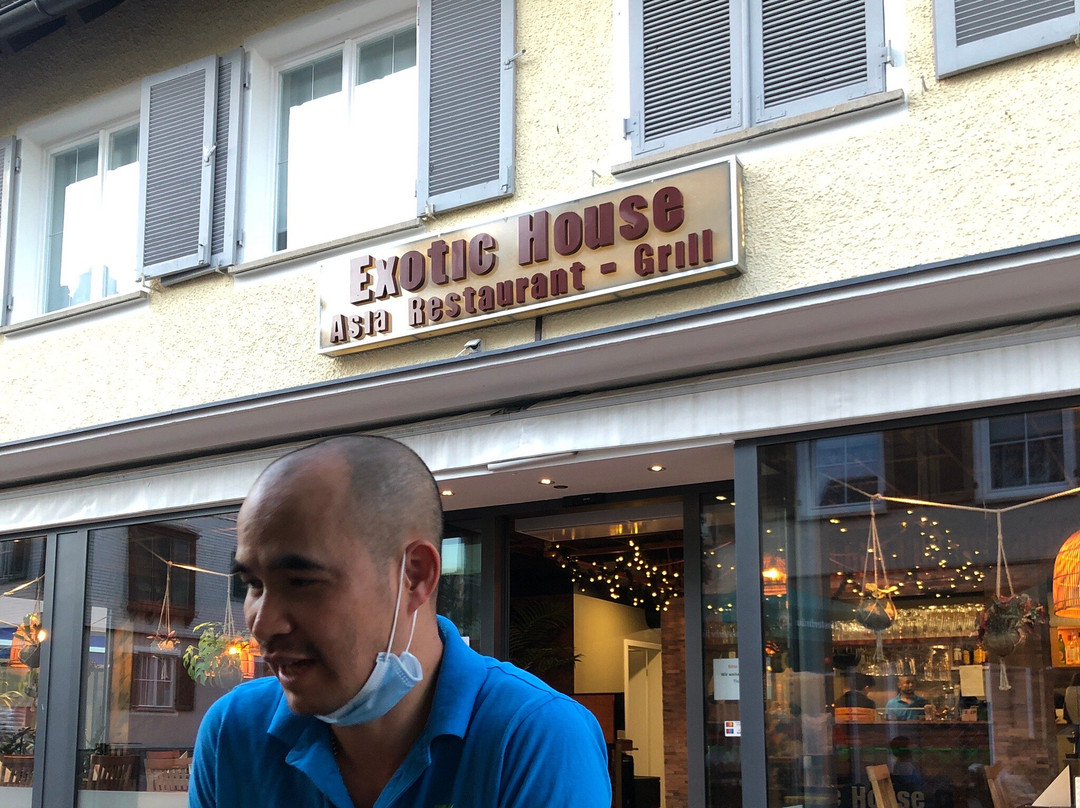 Exotic House
Asia Restaurant - Grill
House